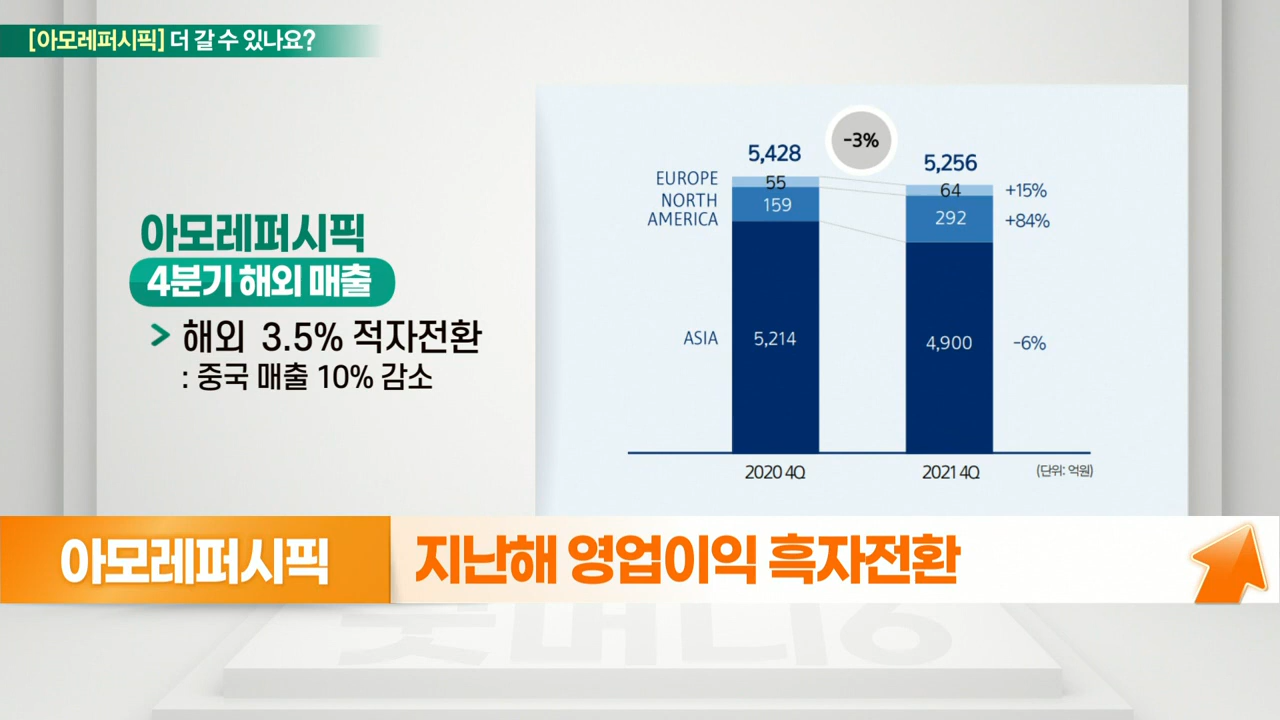 [아모레퍼시픽] 더 갈 수 있나요?
아모레퍼시픽
4분기 해외 매출
> 해외 3.5% 적자전환
: 중국 매출 10% 감소
-3%
5,428
5,256
EUROPE
55
64
+15%
NORTH
AMERICA
159
292
+84%
ASIA
5,214
4,900
-6%
2020 4Q
2021 4Q
(단위: 억원)
아모레퍼시픽
지난해 영업이익 흑자전환
굿머니6